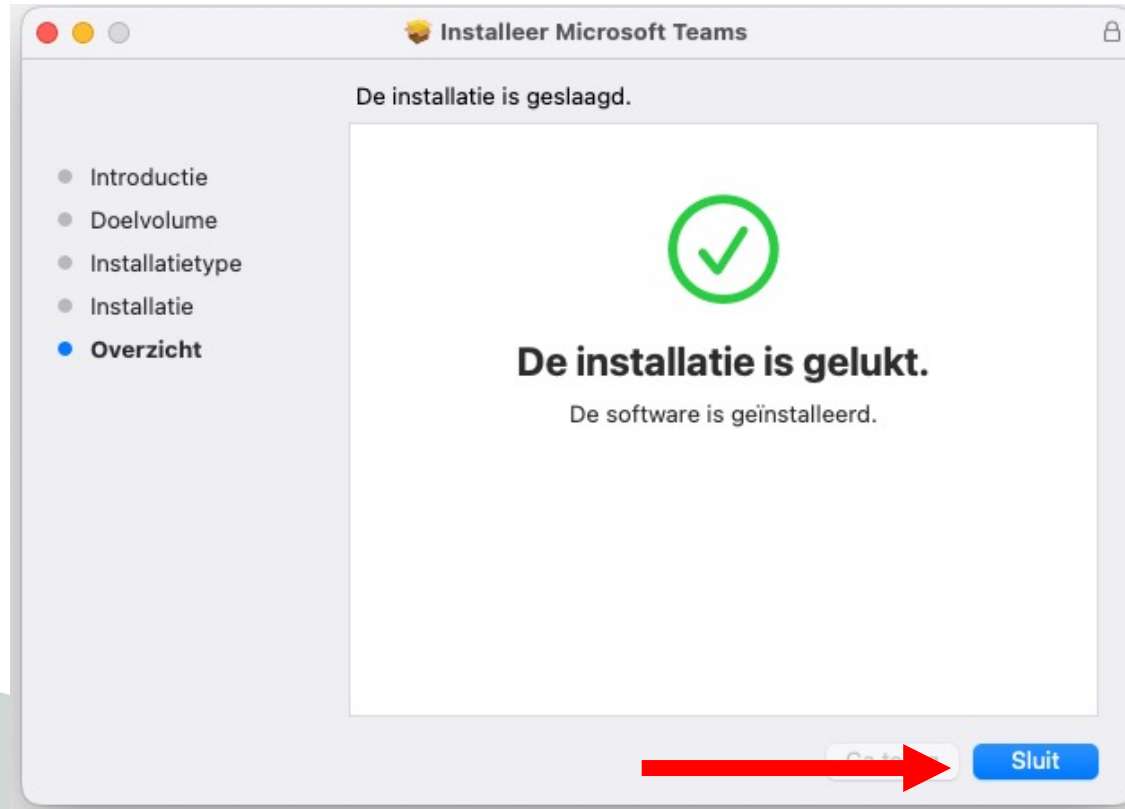 Installeer Microsoft Teams
De installatie is geslaagd.
Introductie
Doelvolume
Installatietype
Installatie
Overzicht
De installatie is gelukt.
De software is geïnstalleerd.
Sluit